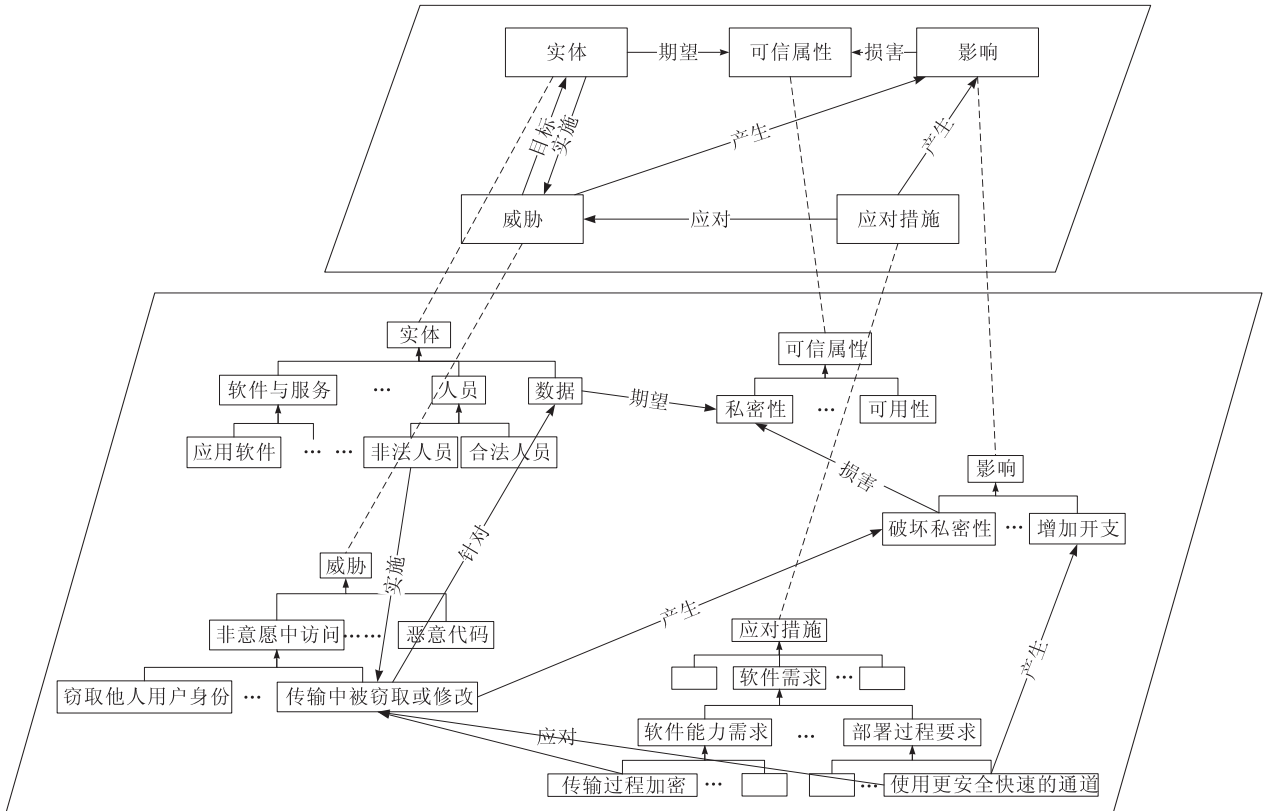 实体 期望 可信属性 损害 影响
目标 实施 产生 产生
威胁 应对 应对措施
实体 可信属性
软件与服务 … 人员 数据 期望 私密性 … 可用性
应用软件 … … 非法人员 合法人员
损害 影响
破坏私密性 … 增加开支
针对
威胁 实施
产生
非意愿中访问 …… 恶意代码 应对措施
产生
窃取他人用户身份 … 传输中被窃取或修改 软件需求 …
应对 软件能力需求 … 部署过程要求
传输过程加密 … … 使用更安全快速的通道